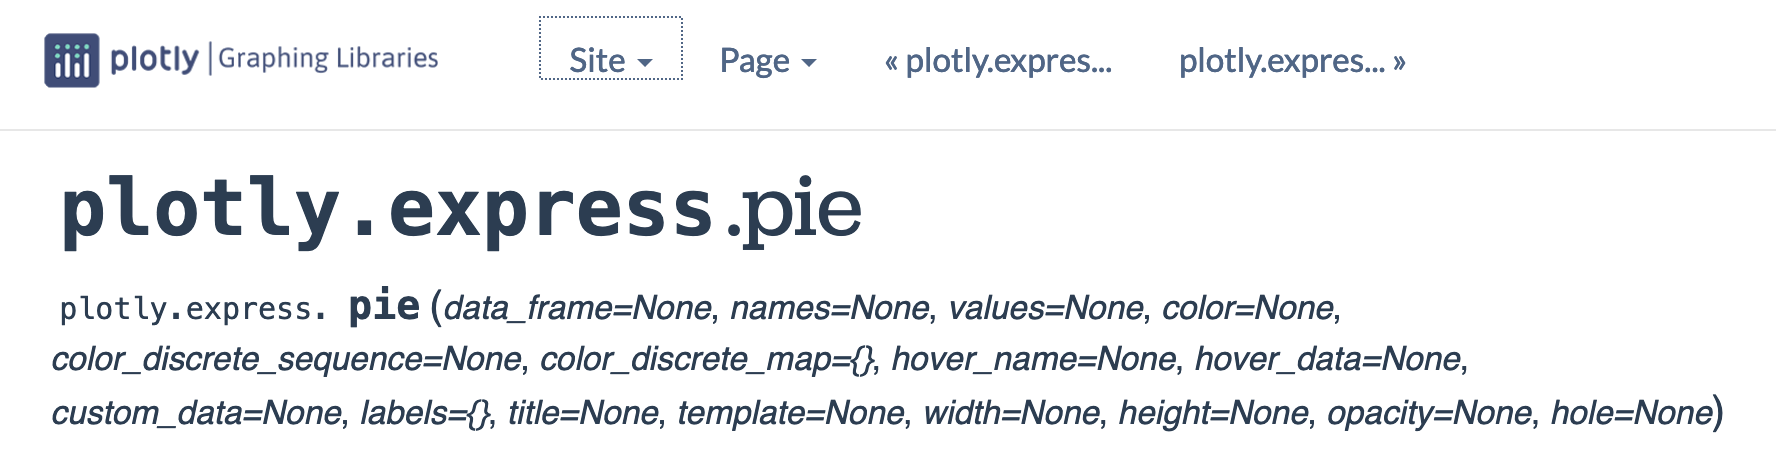 plotly | Graphing Libraries Site Page « plotly.expres... plotly.expres... »
plotly.express.pie
plotly.express. pie (data_frame=None, names=None, values=None, color=None,
color_discrete_sequence=None, color_discrete_map={}, hover_name=None, hover_data=None,
custom_data=None, labels={}, title=None, template=None, width=None, height=None, opacity=None, hole=None)